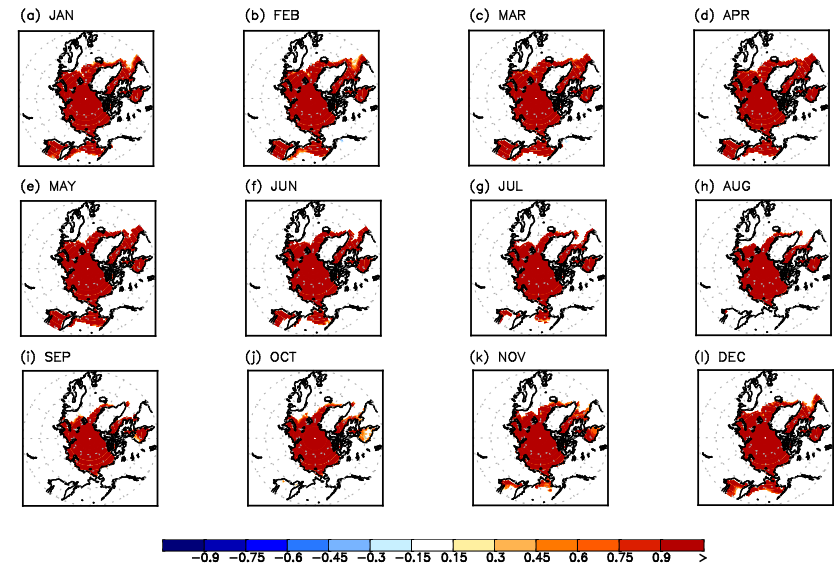 (a) JAN (b) FEB (c) MAR (d) APR
(e) MAY (f) JUN (g) JUL (h) AUG
(i) SEP (j) OCT (k) NOV (l) DEC
−0.9 −0.75 −0.6 −0.45 −0.3 −0.15 0.15 0.3 0.45 0.6 0.75 0.9 >